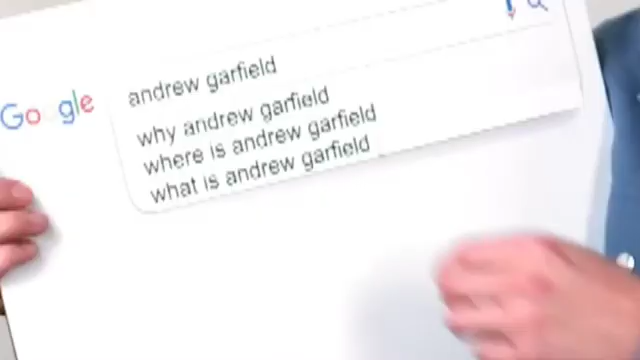 andrew garfield
Google
why andrew garfield
where is andrew garfield
what is andrew garfield